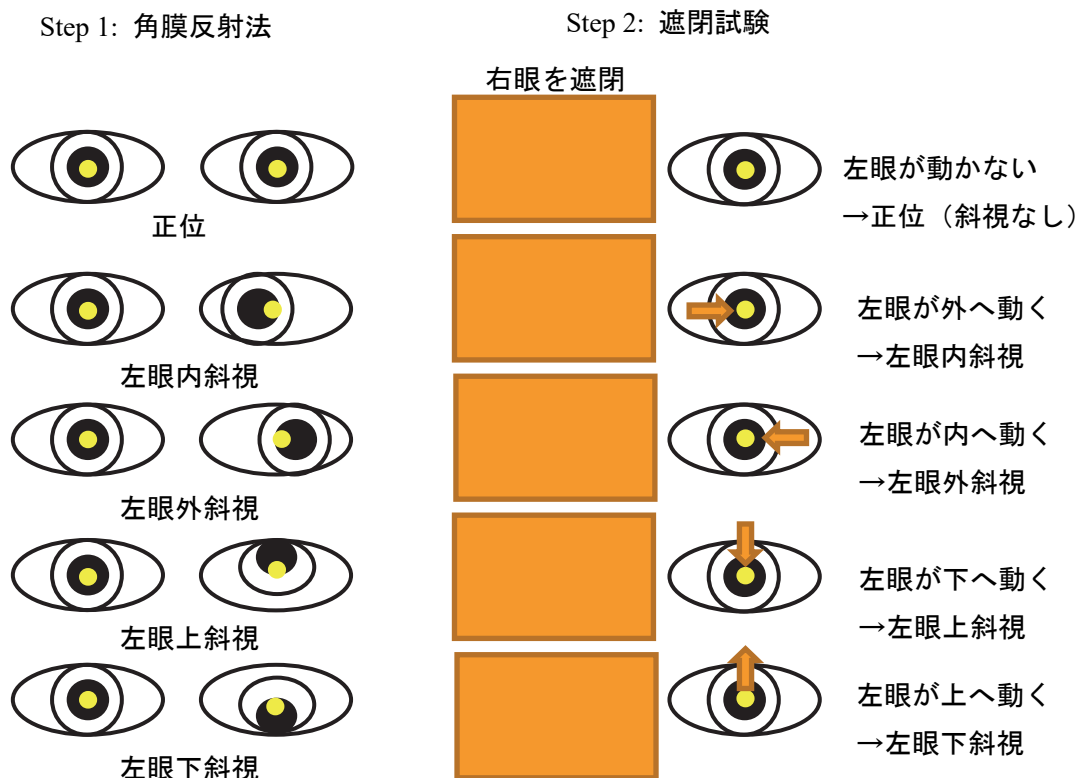 Step 1: 角膜反射法
Step 2: 遮閉試験
右眼を遮閉
正位
左眼が動かない
→正位（斜視なし）
左眼内斜視
左眼が外へ動く
→左眼内斜視
左眼外斜視
左眼が内へ動く
→左眼外斜視
左眼上斜視
左眼が下へ動く
→左眼上斜視
左眼下斜視
左眼が上へ動く
→左眼下斜視